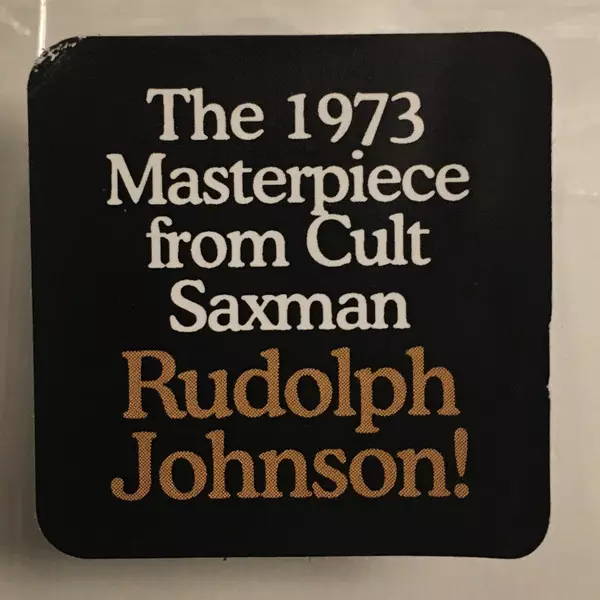 The 1973
Masterpiece
from Cult
Saxman
Rudolph
Johnson!